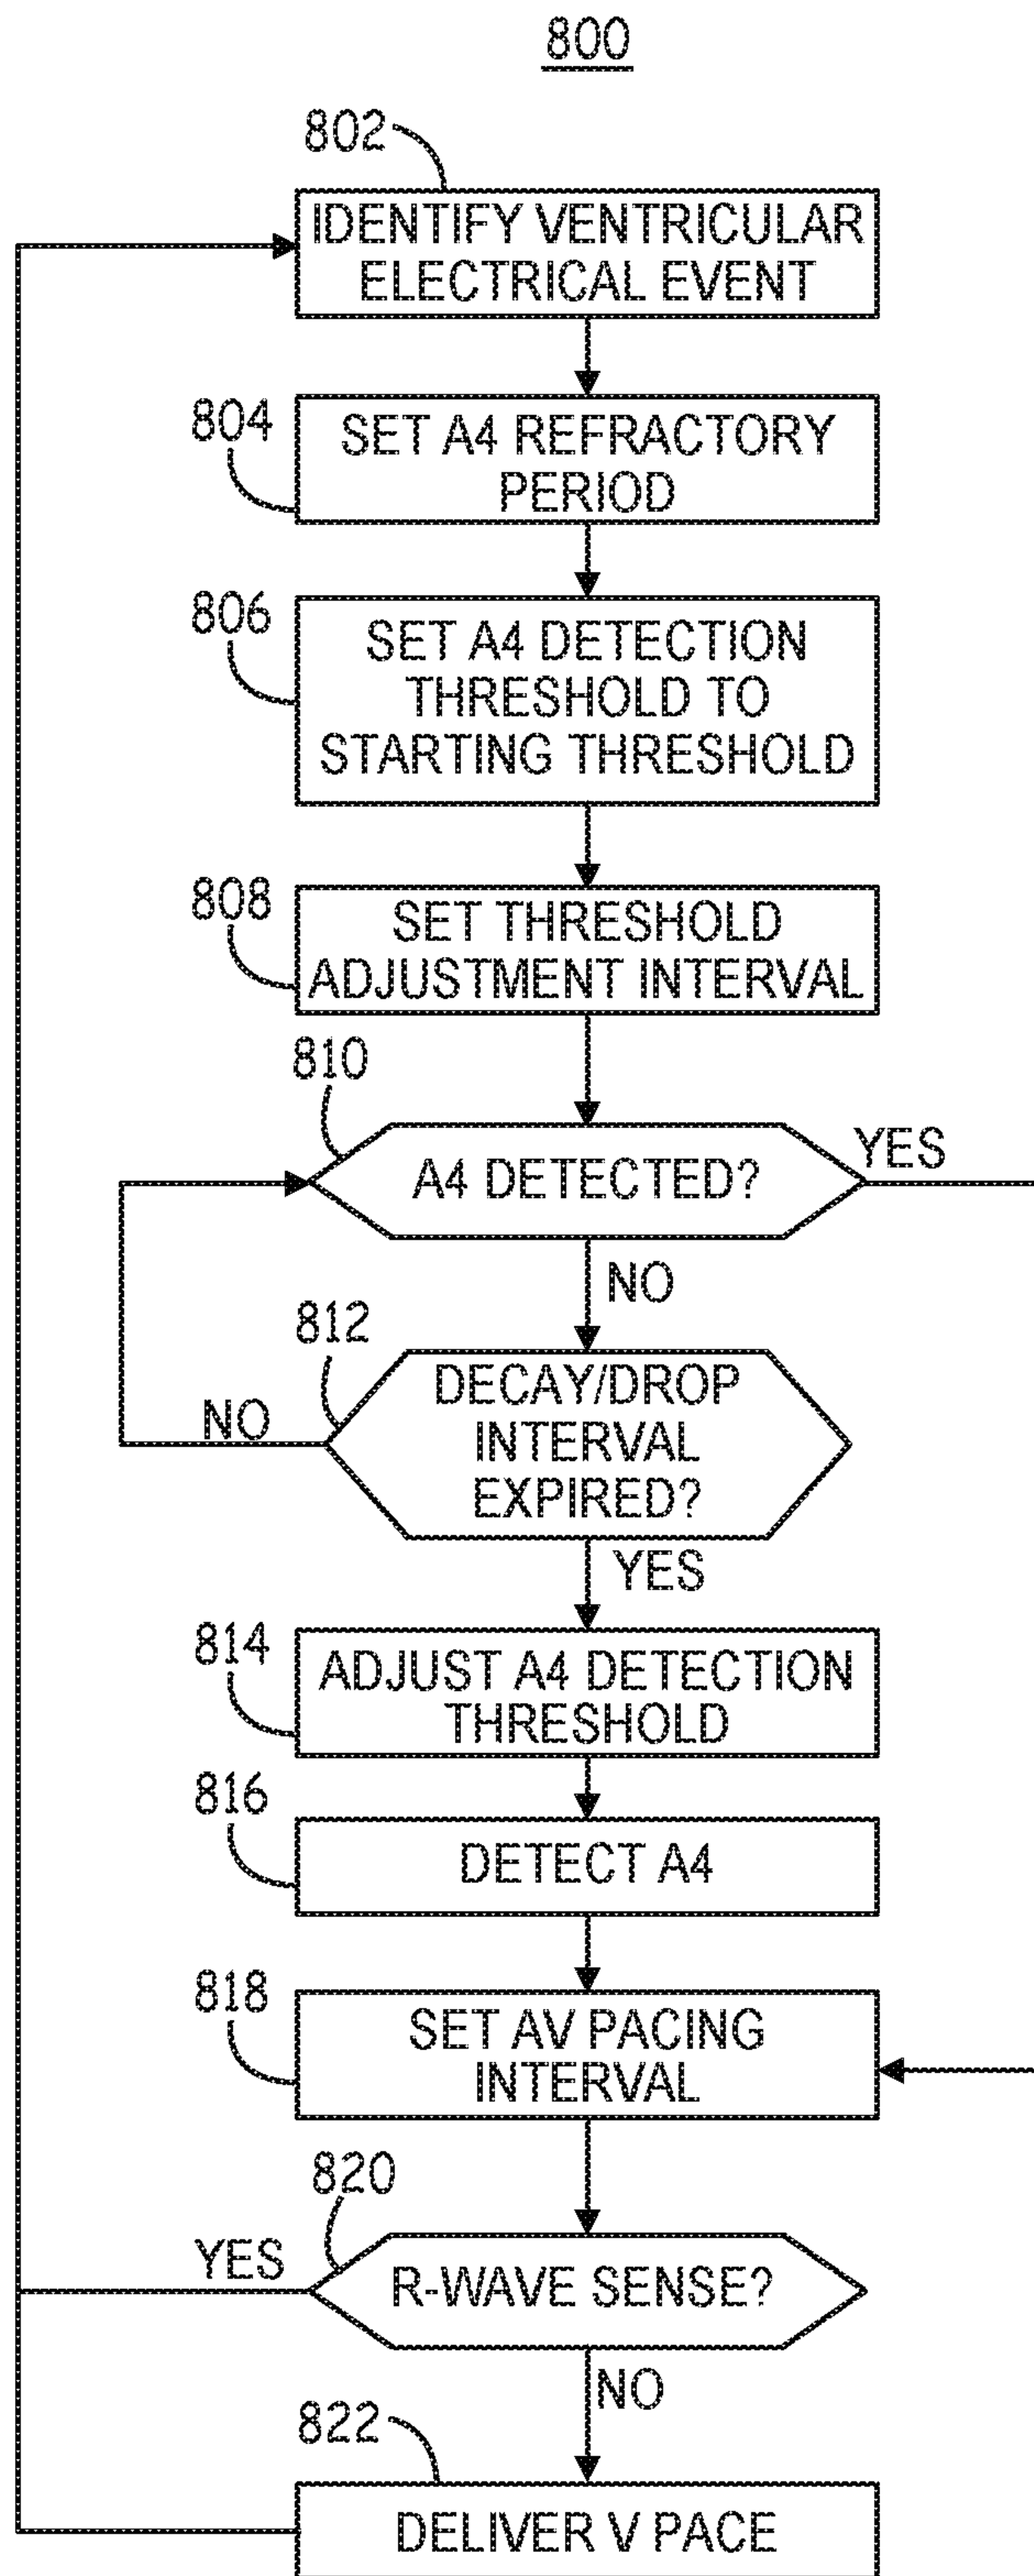 800
802
IDENTIFY VENTRICULAR
ELECTRICAL EVENT
804
SET A4 REFRACTORY
PERIOD
806
SET A4 DETECTION
THRESHOLD TO
STARTING THRESHOLD
808
SET THRESHOLD
ADJUSTMENT INTERVAL
810
A4 DETECTED?
YES
NO
812
DECAY/DROP
INTERVAL
EXPIRED?
NO
YES
814
ADJUST A4 DETECTION
THRESHOLD
816
DETECT A4
818
SET AV PACING
INTERVAL
820
YES
R-WAVE SENSE?
NO
822
DELIVER V PACE